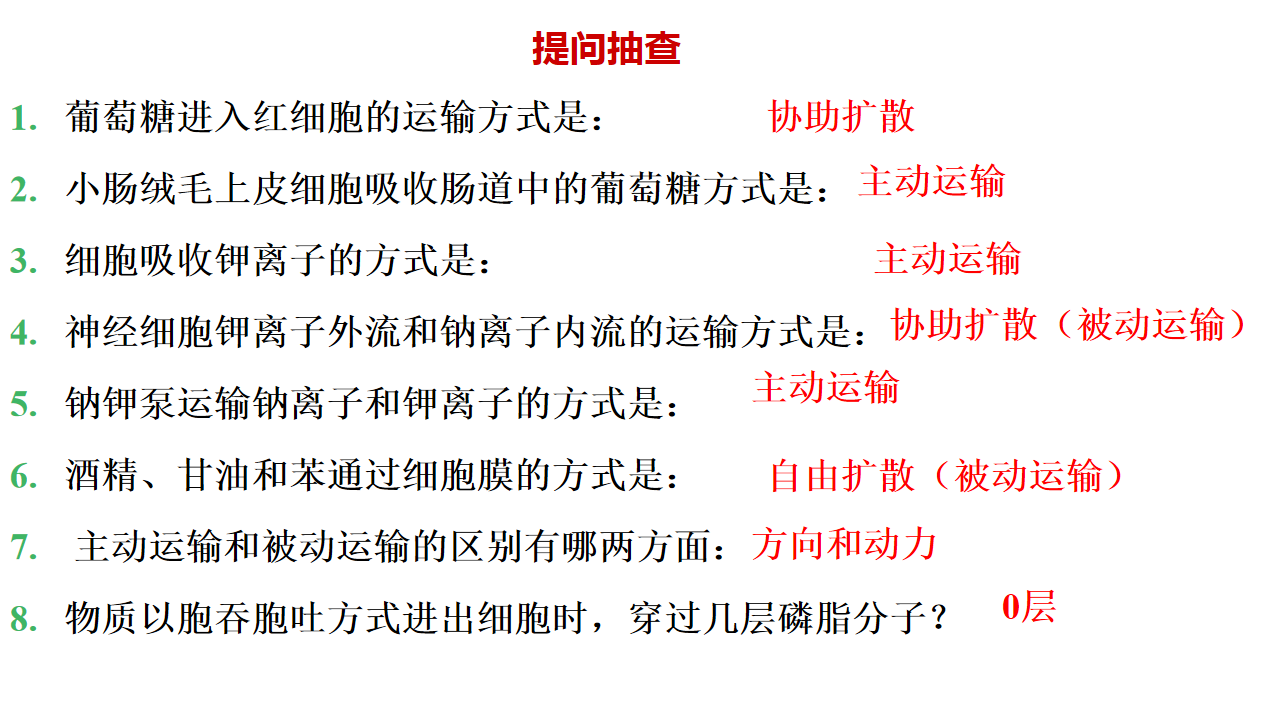 提问抽查
1. 葡萄糖进入红细胞的运输方式是： 协助扩散
2. 小肠绒毛上皮细胞吸收肠道中的葡萄糖方式是： 主动运输
3. 细胞吸收钾离子的方式是： 主动运输
4. 神经细胞钾离子外流和钠离子内流的运输方式是： 协助扩散（被动运输）
5. 钠钾泵运输钠离子和钾离子的方式是： 主动运输
6. 酒精、甘油和苯通过细胞膜的方式是： 自由扩散（被动运输）
7. 主动运输和被动运输的区别有哪两方面： 方向和动力
8. 物质以胞吞胞吐方式进出细胞时，穿过几层磷脂分子？ 0层